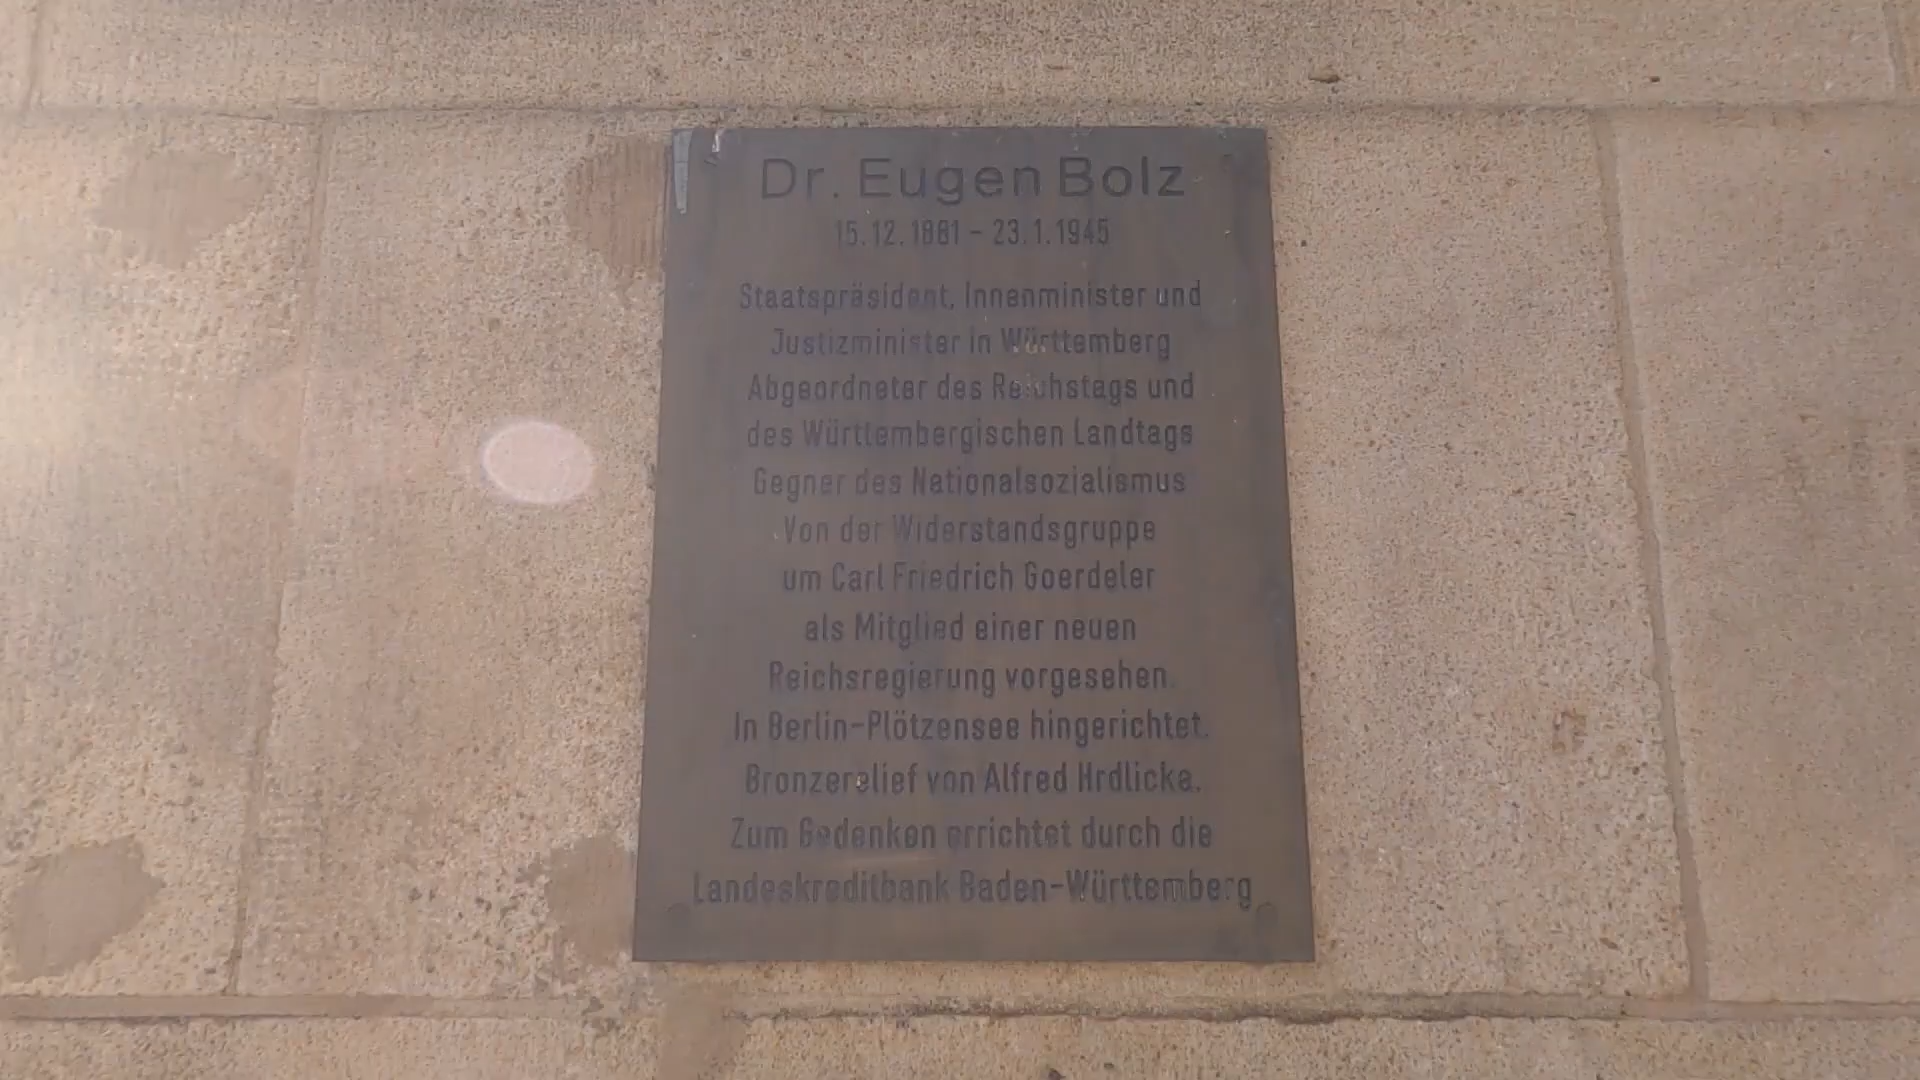 Dr. Eugen Bolz
15.12.1881 – 23.1.1945
Staatspräsident, Innenminister und
Justizminister in Württemberg
Abgeordneter des Reichstags und
des Württembergischen Landtags
Gegner des Nationalsozialismus
Von der Widerstandsgruppe
um Carl Friedrich Goerdeler
als Mitglied einer neuen
Reichsregierung vorgesehen.
In Berlin-Plötzensee hingerichtet.
Bronzerelief von Alfred Hrdlicka.
Zum Gedenken errichtet durch die
Landeskreditbank Baden-Württemberg